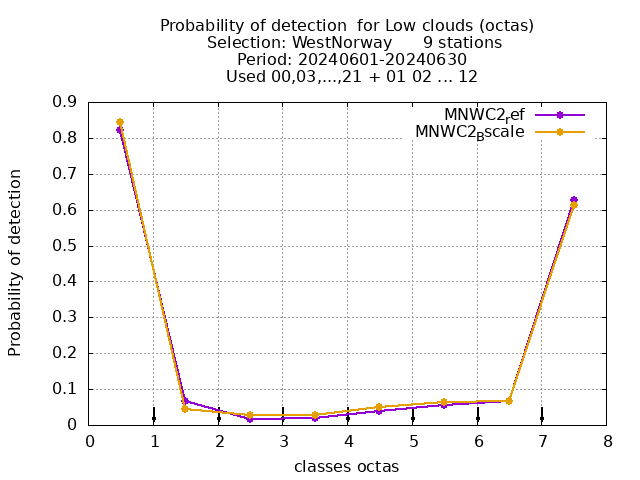 Probability of detection  for Low clouds (octas)
Selection: WestNorway      9 stations
Period: 20240601-20240630
Used 00,03,...,21 + 01 02 ... 12
MNWC2_ref
MNWC2_Bscale
Probability of detection
0.9
0.8
0.7
0.6
0.5
0.4
0.3
0.2
0.1
0
0 1 2 3 4 5 6 7 8
classes octas